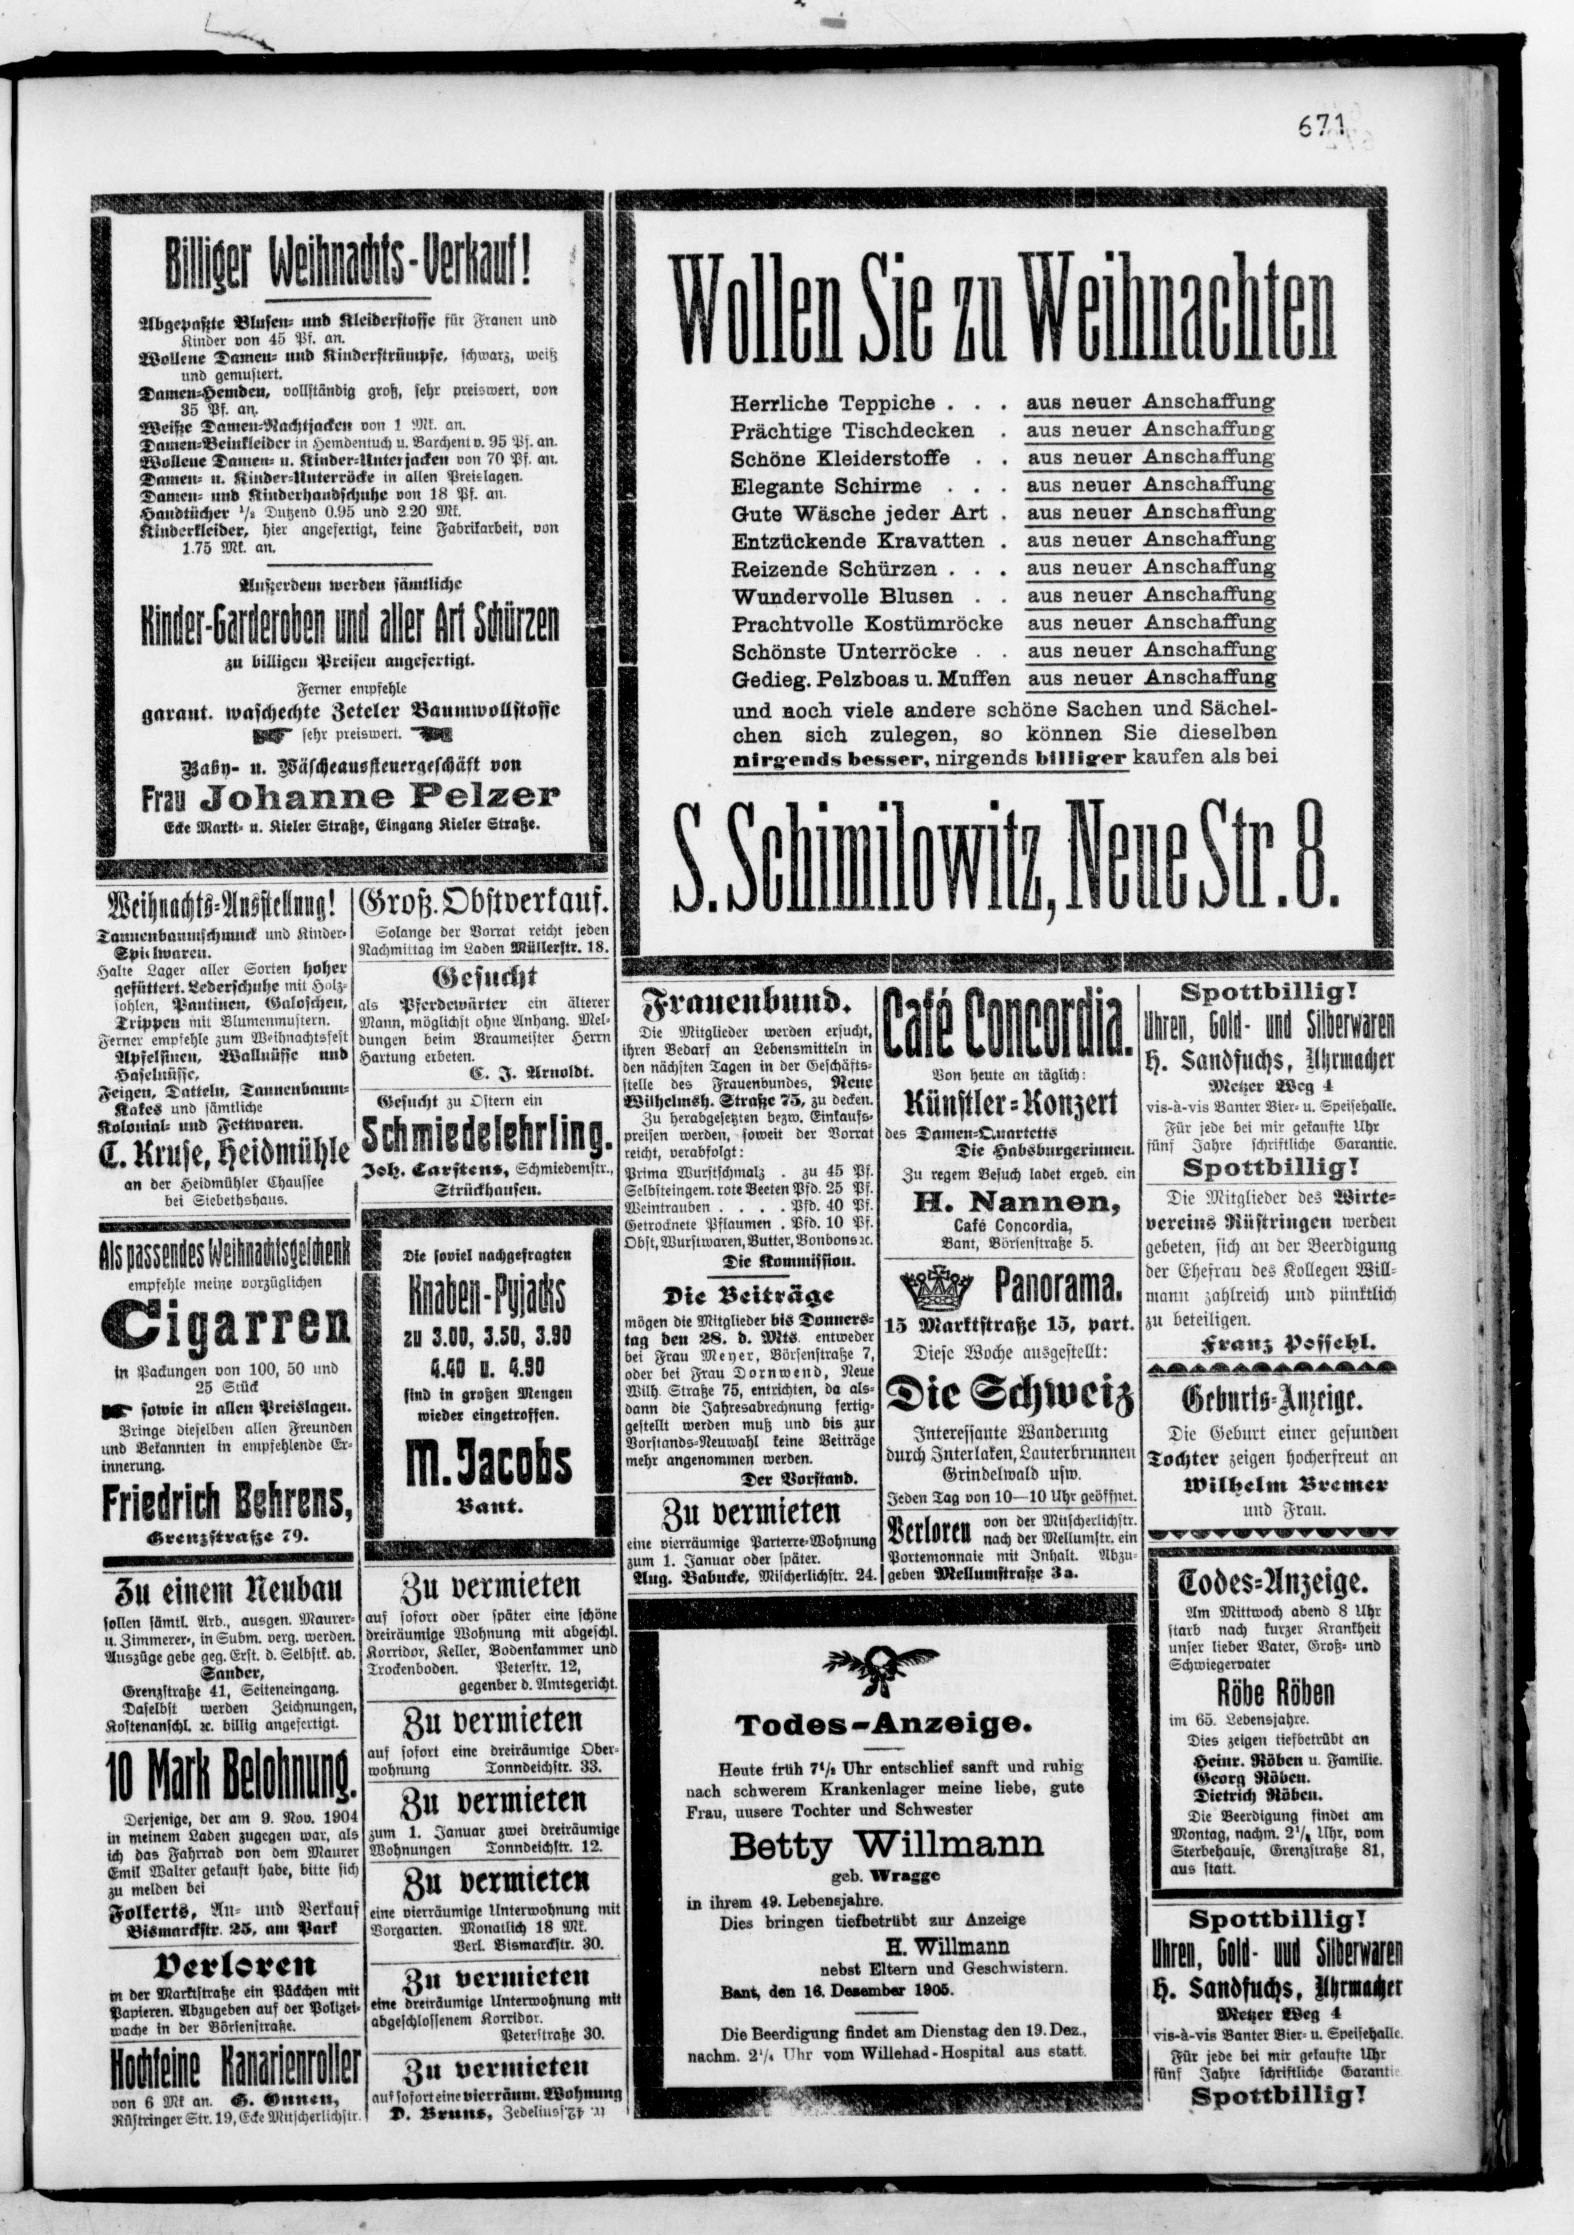 671
Billiger Weihnachts-Verkauf!
Abgepaßte Blusen- und Kleiderstoffe für Frauen und
Kinder von 45 Pf. an.
Wollene Damen- und Kinderstrümpfe, schwarz, weiß
und gemustert.
Damen-Hemden, vollständig groß, sehr preiswert, von
35 Pf. an.
Weiße Damen-Nachtjacken von 1 Mk. an.
Damen-Beinkleider in Hemdentuch u. Barchent v. 95 Pf. an.
Wollene Damen- u. Kinder-Unterjacken von 70 Pf. an.
Damen- u. Kinder-Unterröcke in allen Preislagen.
Damen- und Kinderhandschuhe von 18 Pf. an.
Handtücher 1/2 Dutzend 0.95 und 2.20 Mk.
Kinderkleider, hier angefertigt, keine Fabrikarbeit, von
1.75 Mk. an.
Außerdem werden sämtliche
Kinder-Garderoben und aller Art Schürzen
zu billigen Preisen angefertigt.
Ferner empfehle
garant. waschechte Zeteler Baumwollstoffe
sehr preiswert.
Baby- u. Wäscheaussteuergeschäft von
Frau Johanne Pelzer
Ecke Markt- u. Kieler Straße, Eingang Kieler Straße.
Wollen Sie zu Weihnachten
Herrliche Teppiche . . . aus neuer Anschaffung
Prächtige Tischdecken . aus neuer Anschaffung
Schöne Kleiderstoffe . . aus neuer Anschaffung
Elegante Schirme . . . aus neuer Anschaffung
Gute Wäsche jeder Art . aus neuer Anschaffung
Entzückende Kravatten . aus neuer Anschaffung
Reizende Schürzen . . . aus neuer Anschaffung
Wundervolle Blusen . . aus neuer Anschaffung
Prachtvolle Kostümröcke aus neuer Anschaffung
Schönste Unterröcke . . aus neuer Anschaffung
Gedieg. Pelzboas u. Muffen aus neuer Anschaffung
und noch viele andere schöne Sachen und Sächel-
chen sich zulegen, so können Sie dieselben
nirgends besser, nirgends billiger kaufen als bei
S. Schimilowitz, Neue Str. 8.
Weihnachts-Ausstellung!
Tannenbaumschmuck und Kinder-
Spielwaren.
Halte Lager aller Sorten hoher
gefüttert. Lederschuhe mit Holz-
sohlen, Pantinen, Galoschen,
Trippen mit Blumenmustern.
Ferner empfehle zum Weihnachtsfest
Apfelsinen, Wallnüsse und
Haselnüsse,
Feigen, Datteln, Tannenbaum-
Kakes und sämtliche
Kolonial- und Fettwaren.
C. Kruse, Heidmühle
an der Heidmühler Chaussee
bei Siebethshaus.
Als passendes Weihnachtsgeschenk
empfehle meine vorzüglichen
Cigarren
in Packungen von 100, 50 und
25 Stück
sowie in allen Preislagen.
Bringe dieselben allen Freunden
und Bekannten in empfehlende Er-
innerung.
Friedrich Behrens,
Grenzstraße 79.
Zu einem Neubau
sollen sämtl. Arb., ausgen. Maurer-
u. Zimmerer-, in Subm. verg. werden.
Auszüge gebe geg. Erst. d. Selbstk. ab.
Sander,
Grenzstraße 41, Seiteneingang.
Daselbst werden Zeichnungen,
Kostenanschl. ꝛc. billig angefertigt.
10 Mark Belohnung.
Derjenige, der am 9. Nov. 1904
in meinem Laden zugegen war, als
ich das Fahrrad von dem Maurer
Emil Walter gekauft habe, bitte sich
zu melden bei
Folkerts, An- und Verkauf
Bismarckstr. 25, am Park
Verloren
in der Marktstraße ein Päckchen mit
Papieren. Abzugeben auf der Polizei-
wache in der Börsenstraße.
Hochfeine Kanarienroller
von 6 Mk an. G. Onnen,
Rüstringer Str. 19, Ecke Mitscherlichstr.
Groß. Obstverkauf.
Solange der Vorrat reicht jeden
Nachmittag im Laden Müllerstr. 18.
Gesucht
als Pferdewärter ein älterer
Mann, möglichst ohne Anhang. Mel-
dungen beim Braumeister Herrn
Hartung erbeten.
C. J. Arnoldt.
Gesucht zu Ostern ein
Schmiedelehrling.
Joh. Carstens, Schmiedemstr.,
Strückhausen.
Die soviel nachgefragten
Knaben-Pyjacks
zu 3.00, 3.50, 3.90
4.40 u. 4.90
sind in großen Mengen
wieder eingetroffen.
M. Jacobs
Bant.
Zu vermieten
auf sofort oder später eine schöne
dreiräumige Wohnung mit abgeschl.
Korridor, Keller, Bodenkammer und
Trockenboden. Peterstr. 12,
gegenber d. Amtsgericht.
Zu vermieten
auf sofort eine dreiräumige Ober-
wohnung Tonndeichstr. 33.
Zu vermieten
zum 1. Januar zwei dreiräumige
Wohnungen Tonndeichstr. 12.
Zu vermieten
eine vierräumige Unterwohnung mit
Vorgarten. Monatlich 18 Mk.
Verl. Bismarckstr. 30.
Zu vermieten
eine dreiräumige Unterwohnung mit
abgeschlossenem Korridor.
Peterstraße 30.
Zu vermieten
auf sofort eine vierräum. Wohnung
D. Bruns, Zedeliusstr. 42.
Frauenbund.
Die Mitglieder werden ersucht,
ihren Bedarf an Lebensmitteln in
den nächsten Tagen in der Geschäfts-
stelle des Frauenbundes, Neue
Wilhelmsh. Straße 75, zu decken.
Zu herabgesetzten bezw. Einkaufs-
preisen werden, soweit der Vorrat
reicht, verabfolgt:
Prima Wurstschmalz . zu 45 Pf.
Selbsteingem. rote Beeten Pfd. 25 Pf.
Weintrauben . . . . Pfd. 40 Pf.
Getrocknete Pflaumen . Pfd. 10 Pf.
Obst, Wurstwaren, Butter, Bonbons ꝛc.
Die Kommission.
Die Beiträge
mögen die Mitglieder bis Donners-
tag den 28. d. Mts. entweder
bei Frau Meyer, Börsenstraße 7,
oder bei Frau Dornwend, Neue
Wilh. Straße 75, entrichten, da als-
dann die Jahresabrechnung fertig-
gestellt werden muß und bis zur
Vorstands-Neuwahl keine Beiträge
mehr angenommen werden.
Der Vorstand.
Zu vermieten
eine vierräumige Parterre-Wohnung
zum 1. Januar oder später.
Aug. Babucke, Mischerlichstr. 24.
Café Concordia.
Von heute an täglich:
Künstler-Konzert
des Damen-Quartetts
Die Habsburgerinnen.
Zu regem Besuch ladet ergeb. ein
H. Nannen,
Café Concordia,
Bant, Börsenstraße 5.
Panorama.
15 Marktstraße 15, part.
Diese Woche ausgestellt:
Die Schweiz
Interessante Wanderung
durch Interlaken, Lauterbrunnen
Grindelwald usw.
Jeden Tag von 10—10 Uhr geöffnet.
Verloren von der Mitscherlichstr.
nach der Mellumstr. ein
Portemonnaie mit Inhalt. Abzu-
geben Mellumstraße 3a.
Todes-Anzeige.
Heute früh 7 1/2 Uhr entschlief sanft und ruhig
nach schwerem Krankenlager meine liebe, gute
Frau, unsere Tochter und Schwester
Betty Willmann
geb. Wragge
in ihrem 49. Lebensjahre.
Dies bringen tiefbetrübt zur Anzeige
H. Willmann
nebst Eltern und Geschwistern.
Bant, den 16. Dezember 1905.
Die Beerdigung findet am Dienstag den 19. Dez.,
nachm. 2 1/4 Uhr vom Willehad-Hospital aus statt.
Spottbillig!
Uhren, Gold- und Silberwaren
H. Sandfuchs, Uhrmacher
Metzer Weg 4
vis-à-vis Banter Bier- u. Speisehalle.
Für jede bei mir gekaufte Uhr
fünf Jahre schriftliche Garantie.
Spottbillig!
Die Mitglieder des Wirte-
vereins Rüstringen werden
gebeten, sich an der Beerdigung
der Ehefrau des Kollegen Will-
mann zahlreich und pünktlich
zu beteiligen.
Franz Possehl.
Geburts-Anzeige.
Die Geburt einer gesunden
Tochter zeigen hocherfreut an
Wilhelm Bremer
und Frau.
Todes-Anzeige.
Am Mittwoch abend 8 Uhr
starb nach kurzer Krankheit
unser lieber Vater, Groß- und
Schwiegervater
Röbe Röben
im 65. Lebensjahre.
Dies zeigen tiefbetrübt an
Heinr. Röben u. Familie.
Georg Röben.
Dietrich Röben.
Die Beerdigung findet am
Montag, nachm. 2 1/2 Uhr, vom
Sterbehause, Grenzstraße 81,
aus statt.
Spottbillig!
Uhren, Gold- uud Silberwaren
H. Sandfuchs, Uhrmacher
Metzer Weg 4
vis-à-vis Banter Bier- u. Speisehalle.
Für jede bei mir gekaufte Uhr
fünf Jahre schriftliche Garantie
Spottbillig!